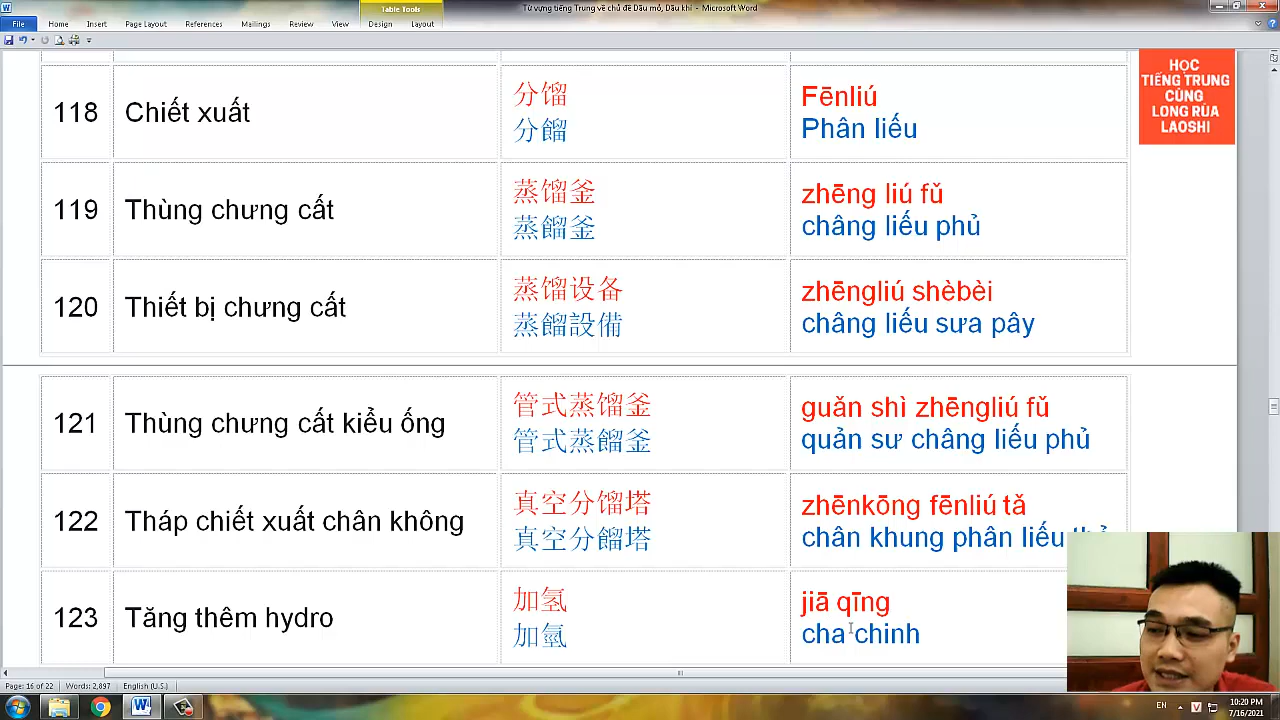 Table Tools
Từ vựng tiếng Trung về chủ đề Dầu mỏ, Dầu khí - Microsoft Word
File Home Insert Page Layout References Mailings Review View Design Layout
HỌC
TIẾNG TRUNG
CÙNG
LONG RÙA
LAOSHI
118 Chiết xuất 分馏 Fēnliú
分餾 Phân liếu
119 Thùng chưng cất 蒸馏釜 zhēng liú fǔ
蒸餾釜 châng liếu phủ
120 Thiết bị chưng cất 蒸馏设备 zhēngliú shèbèi
蒸餾設備 châng liếu sưa pây
121 Thùng chưng cất kiểu ống 管式蒸馏釜 guǎn shì zhēngliú fǔ
管式蒸餾釜 quản sư châng liếu phủ
122 Tháp chiết xuất chân không 真空分馏塔 zhēnkōng fēnliú tǎ
真空分餾塔 chân khung phân liếu
123 Tăng thêm hydro 加氢 jiā qīng
加氫 cha chinh
Page: 16 of 22 Words: 2,897 English (U.S.)
EN 10:20 PM
7/16/2021